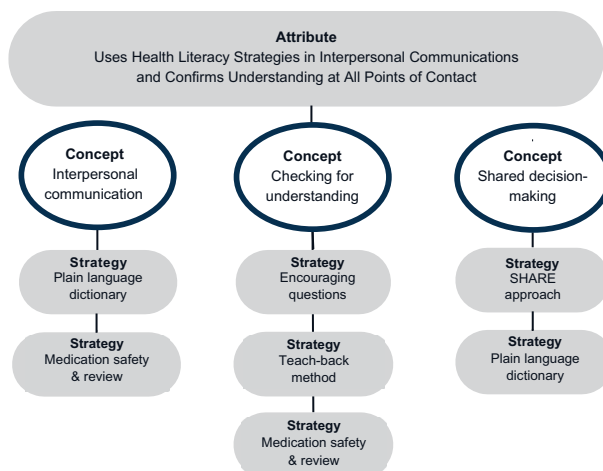 Attribute
Uses Health Literacy Strategies in Interpersonal Communications
and Confirms Understanding at All Points of Contact
Concept
Interpersonal
communication
Strategy
Plain language
dictionary
Strategy
Medication safety
& review
Concept
Checking for
understanding
Strategy
Encouraging
questions
Strategy
Teach-back
method
Strategy
Medication safety
& review
Concept
Shared decision-
making
Strategy
SHARE
approach
Strategy
Plain language
dictionary